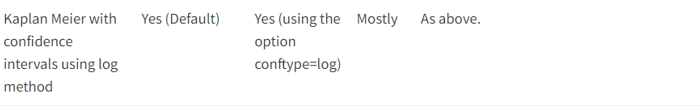 Kaplan Meier with Yes (Default) Yes (using the Mostly As above.
confidence option
intervals using log conftype=log)
method